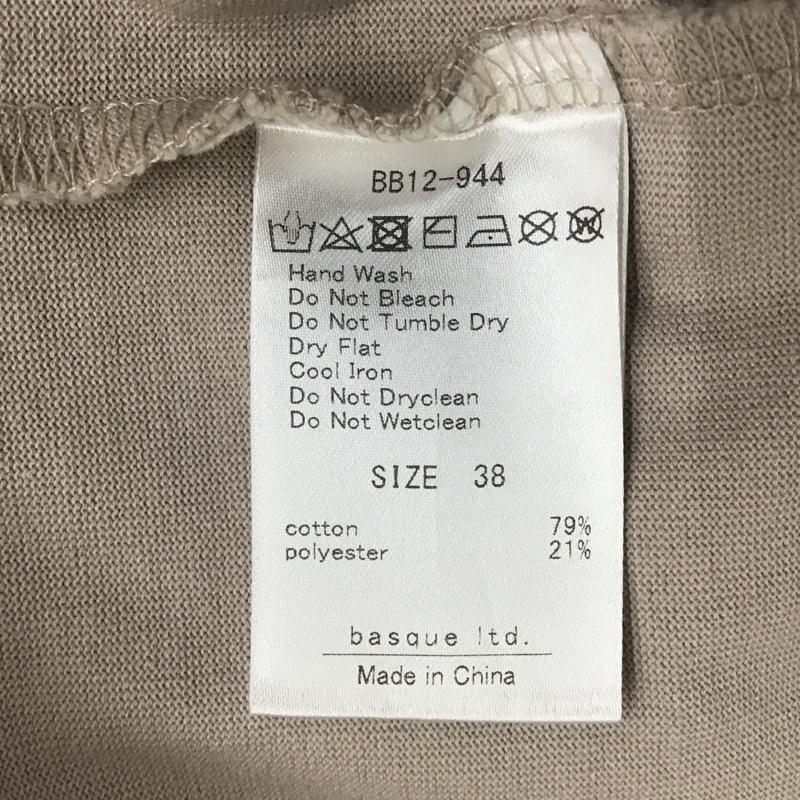 BB12-944
Hand Wash
Do Not Bleach
Do Not Tumble Dry
Dry Flat
Cool Iron
Do Not Dryclean
Do Not Wetclean
SIZE 38
cotton 79%
polyester 21%
basque ltd.
Made in China